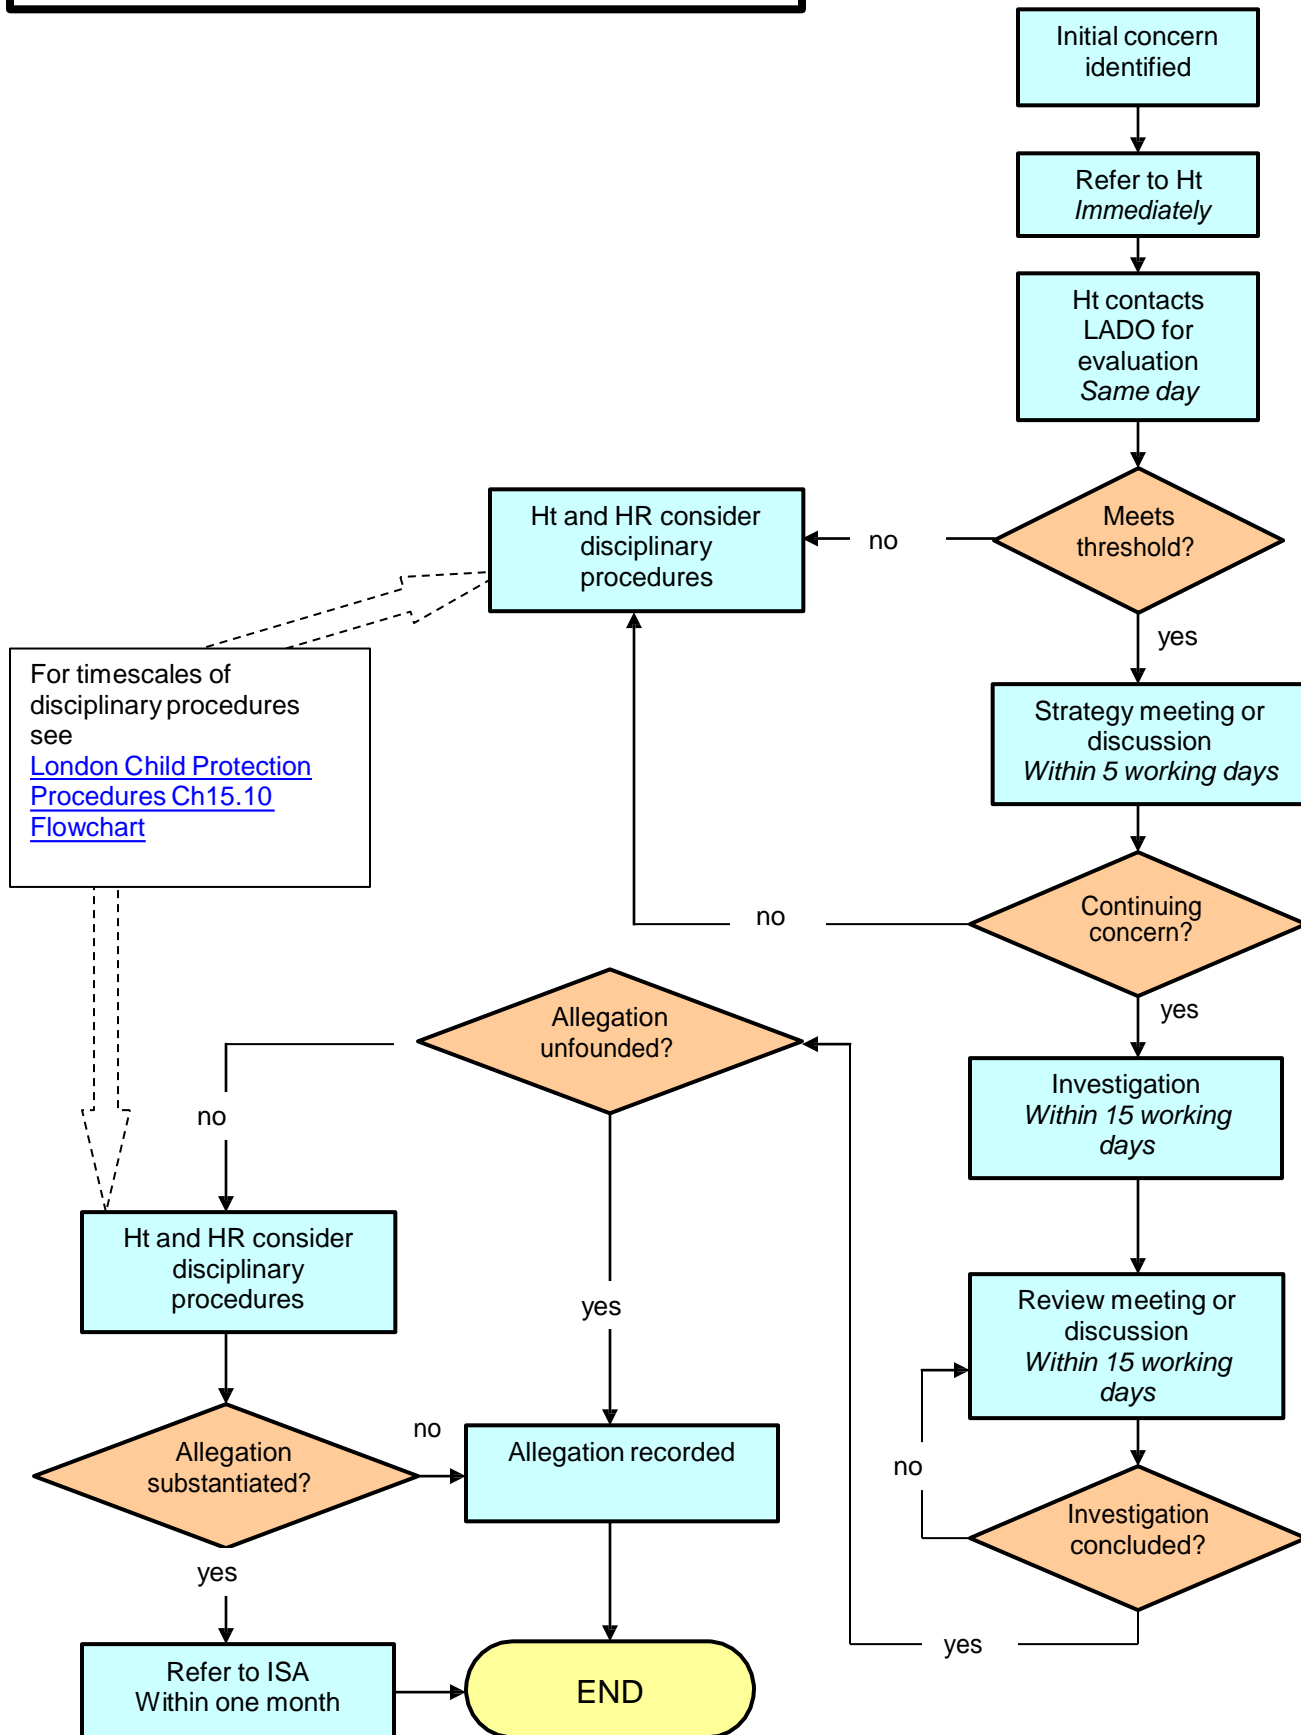 Initial concern
identified
Refer to Ht
Immediately
Ht contacts
LADO for
evaluation
Same day
Meets
threshold?
no
Ht and HR consider
disciplinary
procedures
yes
For timescales of
disciplinary procedures
see
London Child Protection
Procedures Ch15.10
Flowchart
Strategy meeting or
discussion
Within 5 working days
Continuing
concern?
no
yes
Allegation
unfounded?
Investigation
Within 15 working
days
no
Ht and HR consider
disciplinary
procedures
yes
Review meeting or
discussion
Within 15 working
days
Allegation
substantiated?
no
Allegation recorded
no
Investigation
concluded?
yes
yes
Refer to ISA
Within one month
END